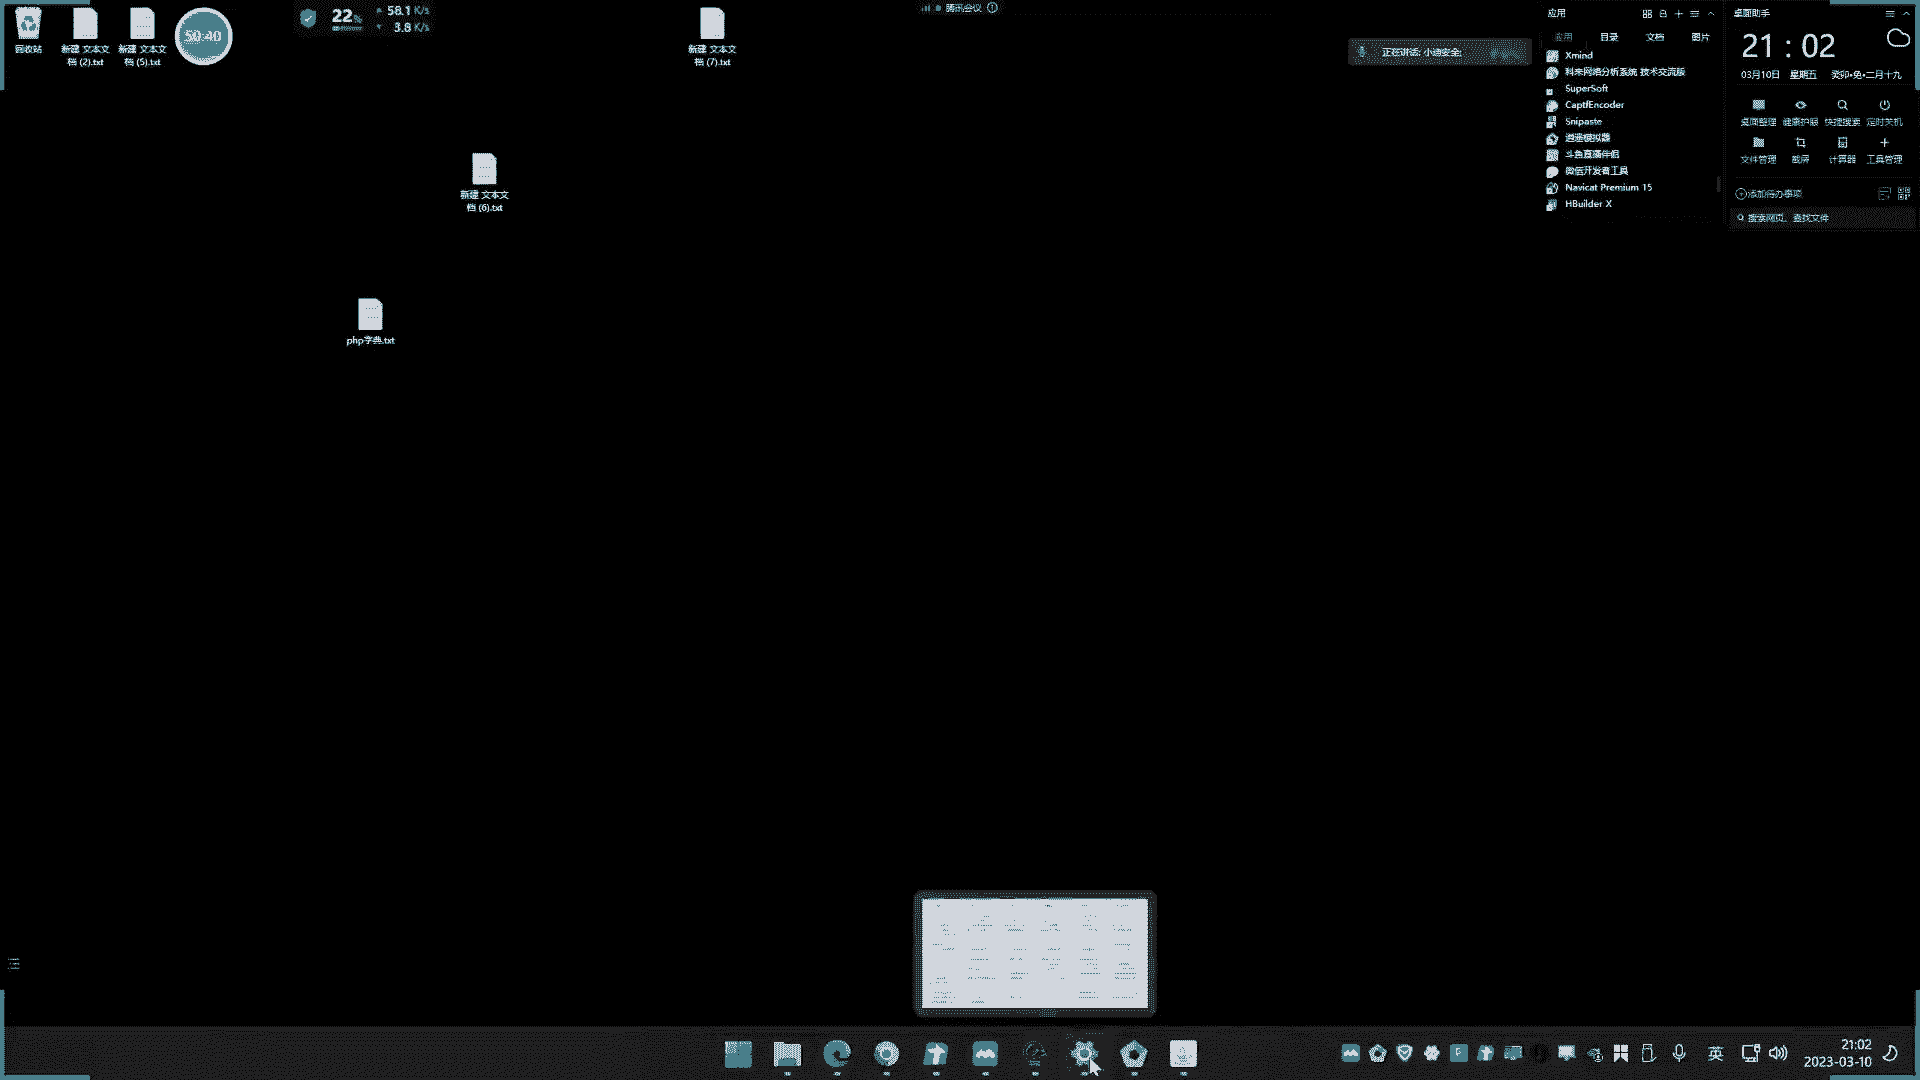 回收站
新建 文本文
档 (2).txt
新建 文本文
档 (5).txt
50:40
22%
58.1 K/s
3.8 K/s
新建 文本文
档 (7).txt
腾讯会议
正在讲话: 小迪安全;
新建 文本文
档 (6).txt
php字典.txt
应用
应用 目录 文档 图片
Xmind
科来网络分析系统 技术交流版
SuperSoft
CaptfEncoder
Snipaste
逍遥模拟器
斗鱼直播伴侣
微信开发者工具
Navicat Premium 15
HBuilder X
桌面助手
21 : 02
03月10日 星期五 癸卯•兔•二月十九
桌面整理 健康护眼 快捷搜索 定时关机
文件管理 截屏 计算器 工具管理
添加待办事项
搜索网页、查找文件
英
21:02
2023-03-10